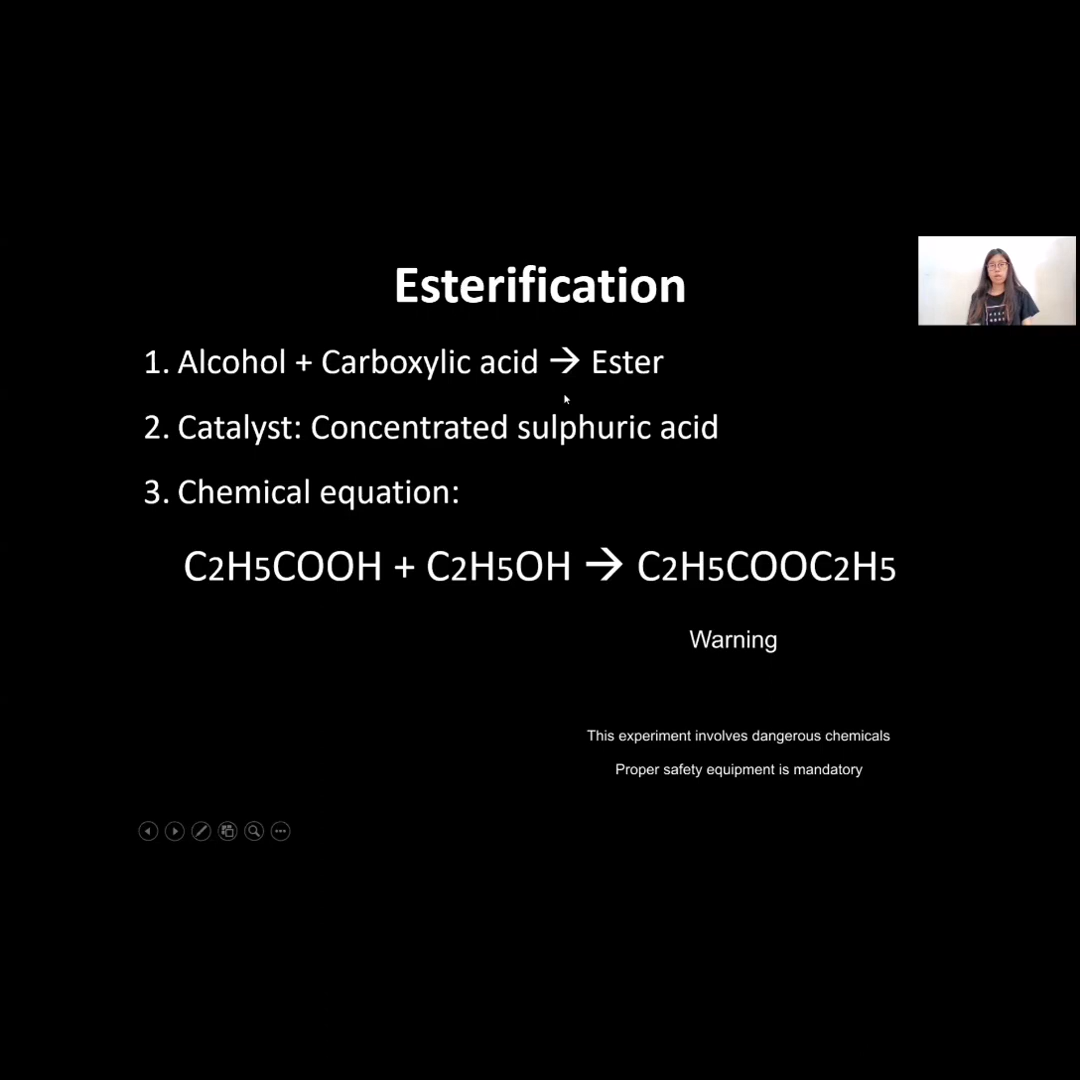 Esterification
1. Alcohol + Carboxylic acid → Ester
2. Catalyst: Concentrated sulphuric acid
3. Chemical equation:
C2H5COOH + C2H5OH → C2H5COOC2H5
Warning
This experiment involves dangerous chemicals
Proper safety equipment is mandatory